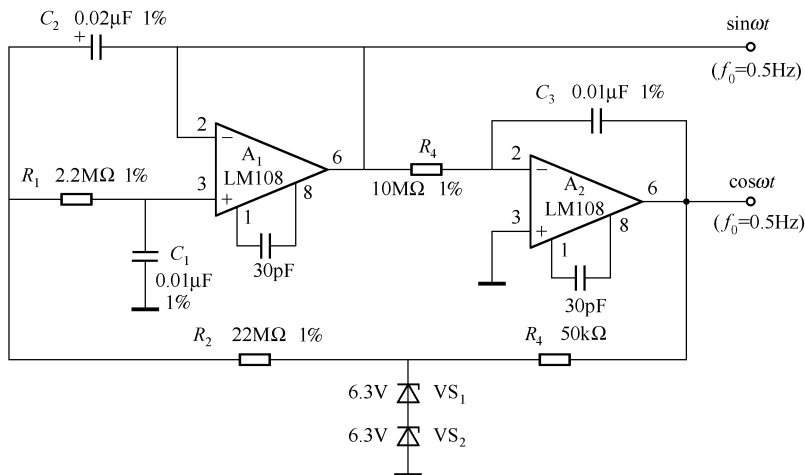 C2 0.02μF 1%
+
sinωt
(f0=0.5Hz)
C3 0.01μF 1%
2
−
A1
LM108
6
R4
10MΩ 1%
2
−
A2
LM108
6
cosωt
(f0=0.5Hz)
R1 2.2MΩ 1%
3
+
1
8
30pF
3
+
1
8
30pF
C1
0.01μF
1%
R2 22MΩ 1%
R4 50kΩ
6.3V VS1
6.3V VS2